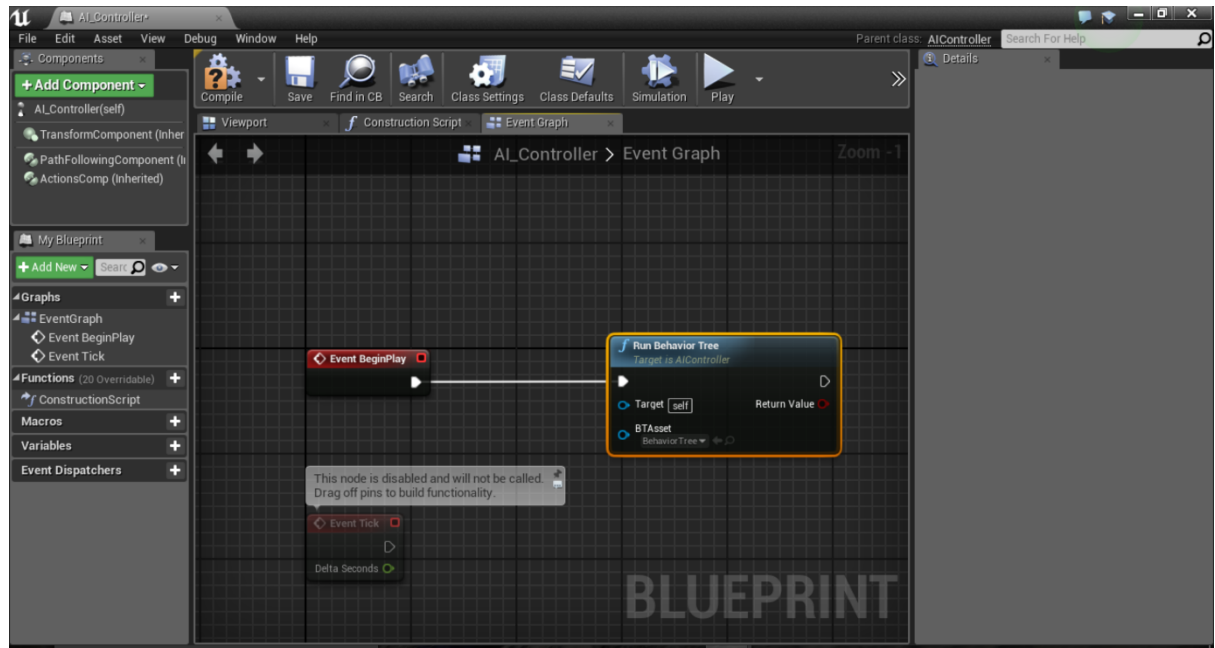 AI_Controller*
File Edit Asset View Debug Window Help
Parent class: AIController Search For Help
Components
+Add Component
AI_Controller(self)
TransformComponent (Inher
PathFollowingComponent (I
ActionsComp (Inherited)
Compile Save Find in CB Search Class Settings Class Defaults Simulation Play
Viewport Construction Script Event Graph
AI_Controller > Event Graph Zoom -1
My Blueprint
+Add New Searc
Graphs
EventGraph
Event BeginPlay
Event Tick
Functions (20 Overridable)
ConstructionScript
Macros
Variables
Event Dispatchers
Event BeginPlay
Run Behavior Tree
Target is AIController
Target self Return Value
BTAsset
BehaviorTree
This node is disabled and will not be called.
Drag off pins to build functionality.
Event Tick
Delta Seconds
BLUEPRINT
Details